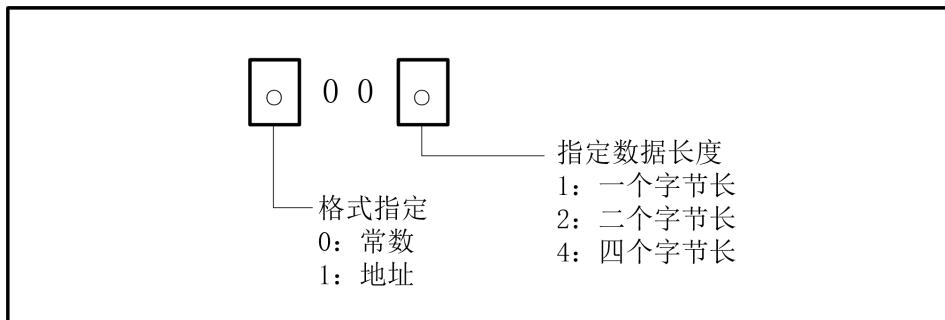 ○ 0 0 ○
指定数据长度
1: 一个字节长
2: 二个字节长
4: 四个字节长
格式指定
0: 常数
1: 地址